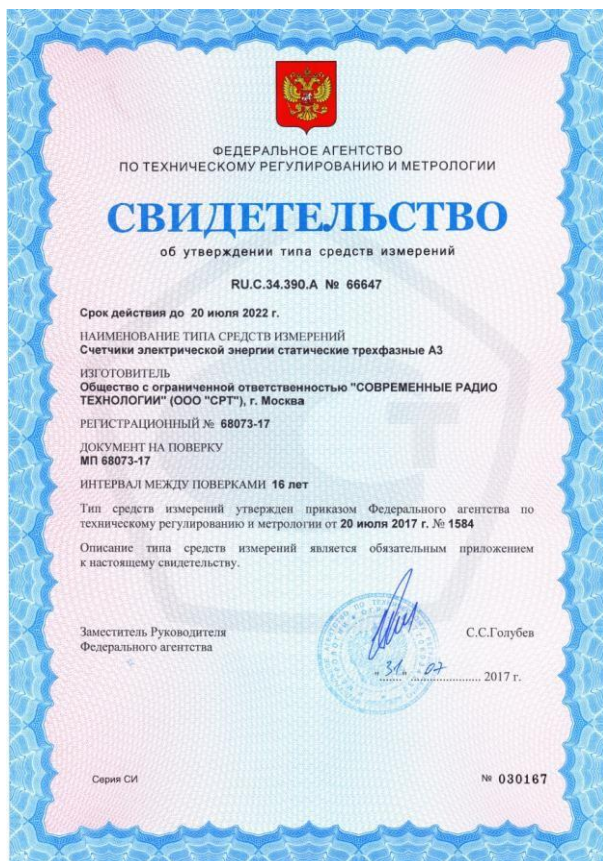 ФЕДЕРАЛЬНОЕ АГЕНТСТВО
ПО ТЕХНИЧЕСКОМУ РЕГУЛИРОВАНИЮ И МЕТРОЛОГИИ
СВИДЕТЕЛЬСТВО
об утверждении типа средств измерений
RU.C.34.390.A № 66647
Срок действия до 20 июля 2022 г.
НАИМЕНОВАНИЕ ТИПА СРЕДСТВ ИЗМЕРЕНИЙ
Счетчики электрической энергии статические трехфазные А3
ИЗГОТОВИТЕЛЬ
Общество с ограниченной ответственностью "СОВРЕМЕННЫЕ РАДИО
ТЕХНОЛОГИИ" (ООО "СРТ"), г. Москва
РЕГИСТРАЦИОННЫЙ № 68073-17
ДОКУМЕНТ НА ПОВЕРКУ
МП 68073-17
ИНТЕРВАЛ МЕЖДУ ПОВЕРКАМИ 16 лет
Тип средств измерений утвержден приказом Федерального агентства по
техническому регулированию и метрологии от 20 июля 2017 г. № 1584
Описание типа средств измерений является обязательным приложением
к настоящему свидетельству.
Заместитель Руководителя
Федерального агентства
С.С.Голубев
"31" 07 2017 г.
Серия СИ
№ 030167